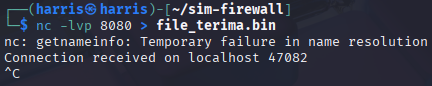 ┌──(harris㉿harris)-[~/sim-firewall]
└─$ nc -lvp 8080 > file_terima.bin
nc: getnameinfo: Temporary failure in name resolution
Connection received on localhost 47082
^C